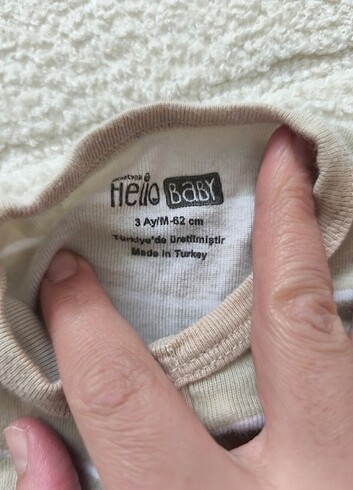 Hello BABY
3 Ay/M-62 cm
Türkiye'de üretilmiştir
Made in Turkey